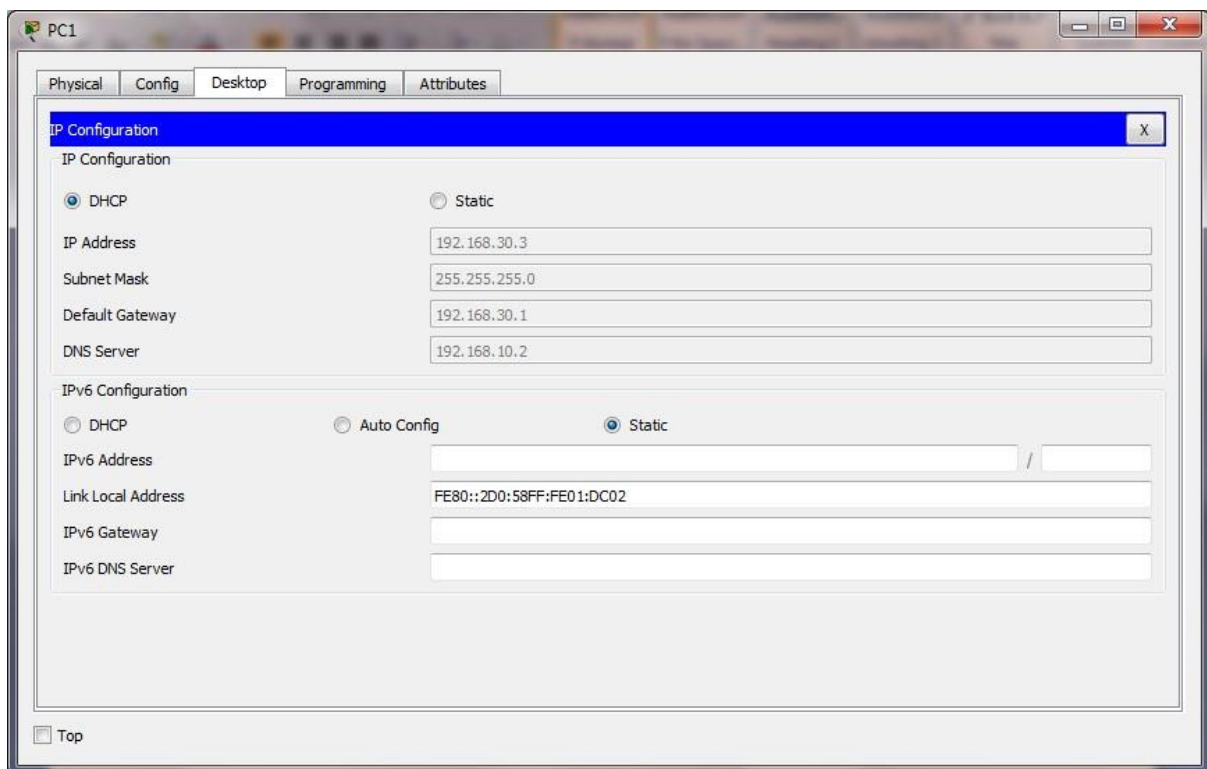 PC1
Physical Config Desktop Programming Attributes
IP Configuration X
IP Configuration
DHCP Static
IP Address 192.168.30.3
Subnet Mask 255.255.255.0
Default Gateway 192.168.30.1
DNS Server 192.168.10.2
IPv6 Configuration
DHCP Auto Config Static
IPv6 Address /
Link Local Address FE80::2D0:58FF:FE01:DC02
IPv6 Gateway
IPv6 DNS Server
Top